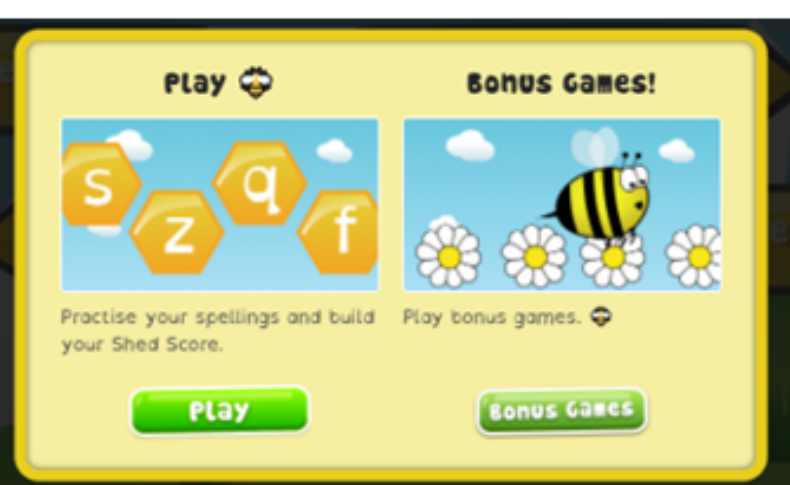 Play
Bonus Games!
s z q f
Practise your spellings and build
your Shed Score.
Play bonus games.
Play
Bonus Games